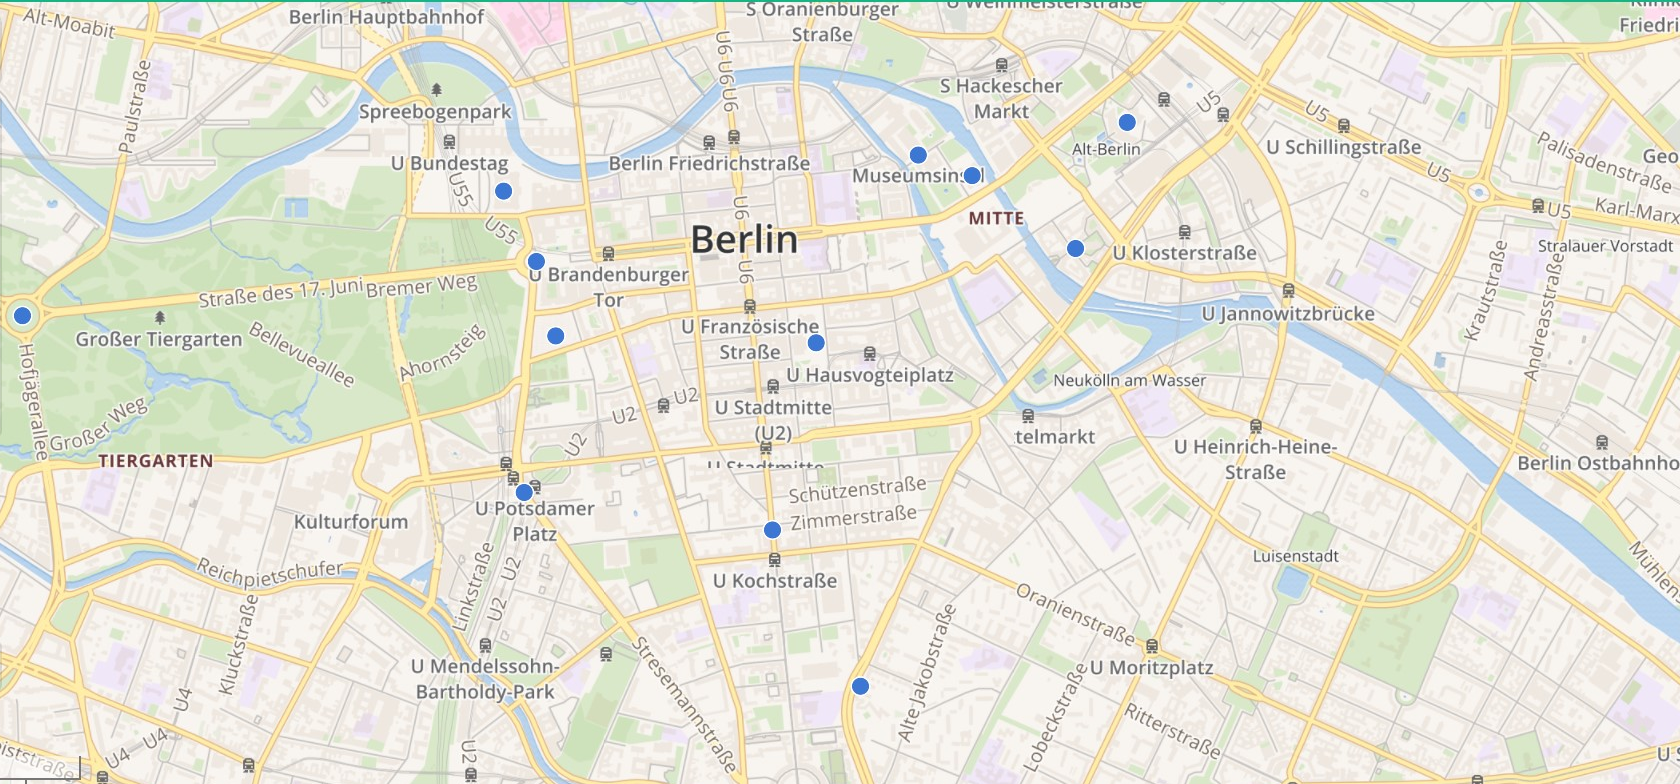 Alt-Moabit
Berlin Hauptbahnhof
S Oranienburger
Straße
U Weinmeisterstraße
Friedri
Paulstraße
Spreebogenpark
U6 U6 U6
S Hackescher
Markt
U5
U5
U Schillingstraße
Palisadenstraße
U Bundestag
Berlin Friedrichstraße
Alt-Berlin
Geo
U55
Museumsins
U5
U5
Karl-Marx
U55
U6
Berlin
MITTE
U Klosterstraße
Stralauer Vorstadt
U Brandenburger
Tor
U6
Straße des 17. Juni
Bremer Weg
Großer Tiergarten
Bellevueallee
Ahornsteig
U Französische
Straße
U Jannowitzbrücke
Krautstraße
Andreasstraße
Hofjägerallee
U Hausvogteiplatz
Neukölln am Wasser
Großer Weg
U2
U2
U Stadtmitte
(U2)
U2
telmarkt
U Heinrich-Heine-
Straße
TIERGARTEN
U Stadtmitte
Berlin Ostbahnho
Schützenstraße
Zimmerstraße
Kulturforum
U Potsdamer
Platz
Luisenstadt
Mühlens
Reichpietschufer
Linkstraße
U2
U2
U Kochstraße
Oranienstraße
Kluckstraße
U Mendelssohn-
Bartholdy-Park
Stresemannstraße
Alte Jakobstraße
U Moritzplatz
Lobeckstraße
Ritterstraße
U4
U4
U4
U2
iststraße
U S